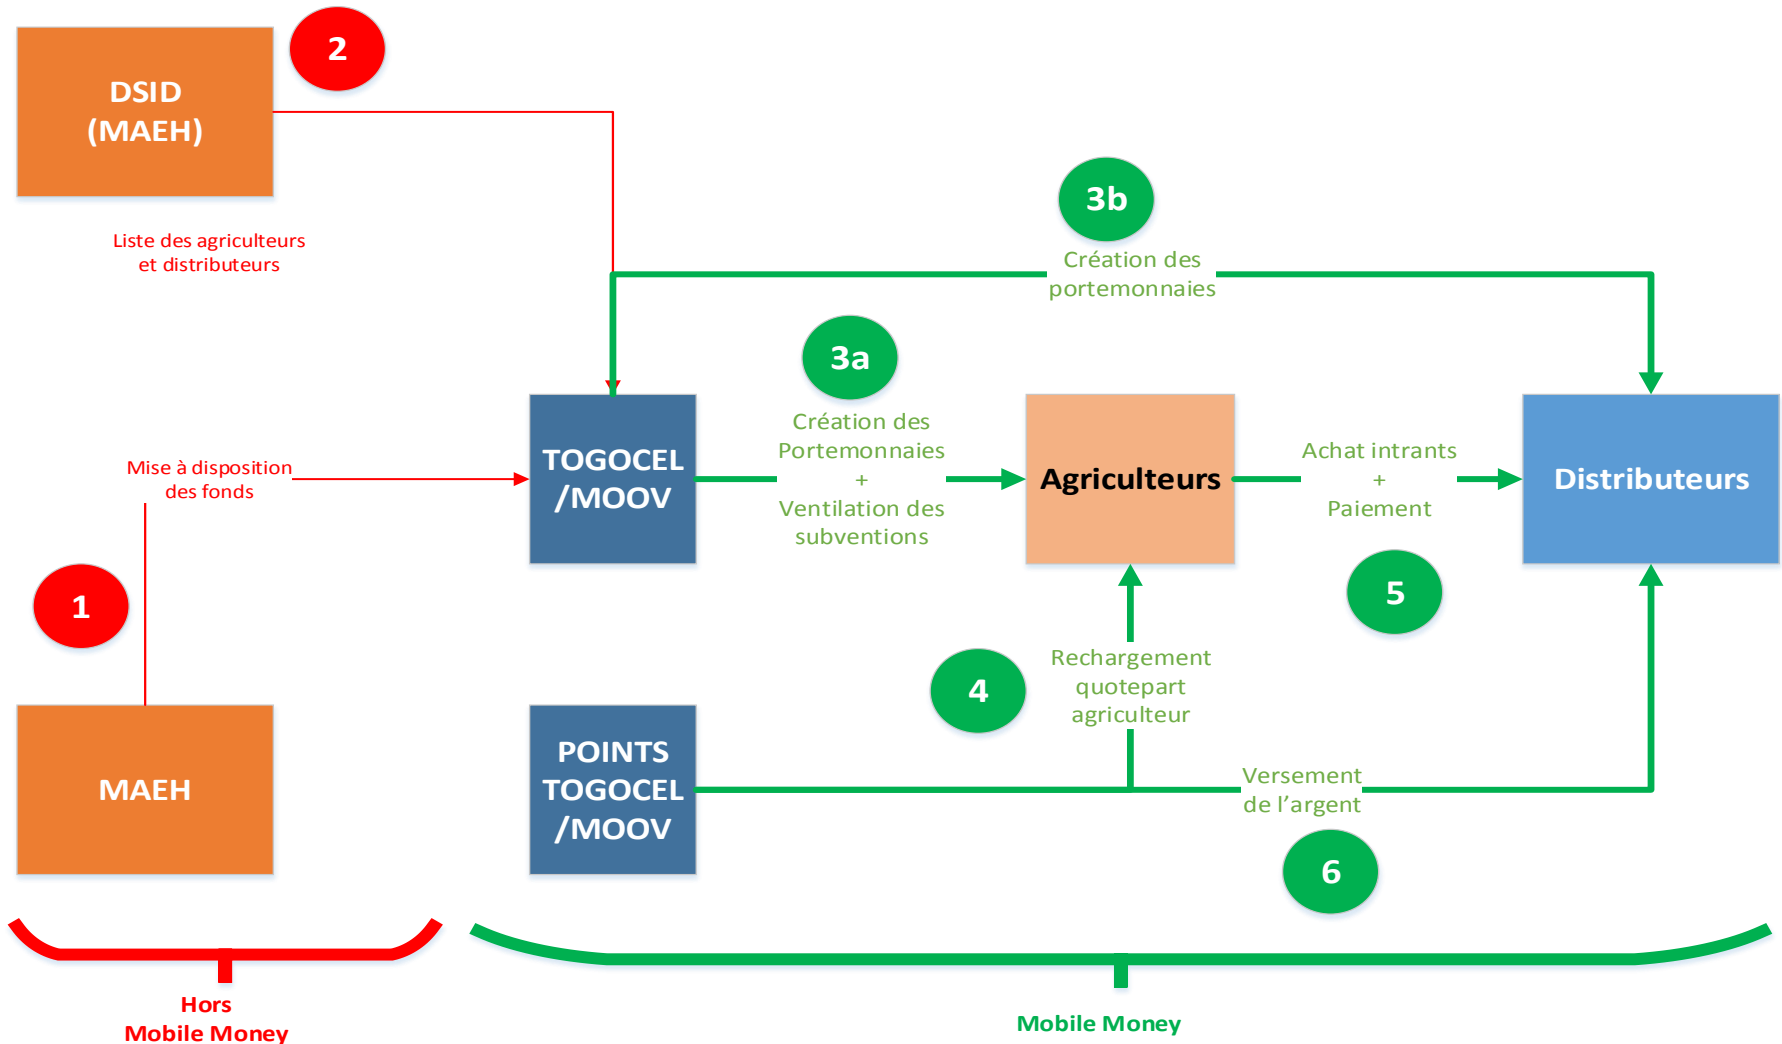 2
DSID
(MAEH)
Liste des agriculteurs
et distributeurs
3b
Création des
portemonnaies
3a
Création des
Portemonnaies
+
Ventilation des
subventions
Mise à disposition
des fonds
TOGOCEL
/MOOV
Agriculteurs
Achat intrants
+
Paiement
Distributeurs
1
5
4
Rechargement
quotepart
agriculteur
MAEH
POINTS
TOGOCEL
/MOOV
Versement
de l’argent
6
Hors
Mobile Money
Mobile Money